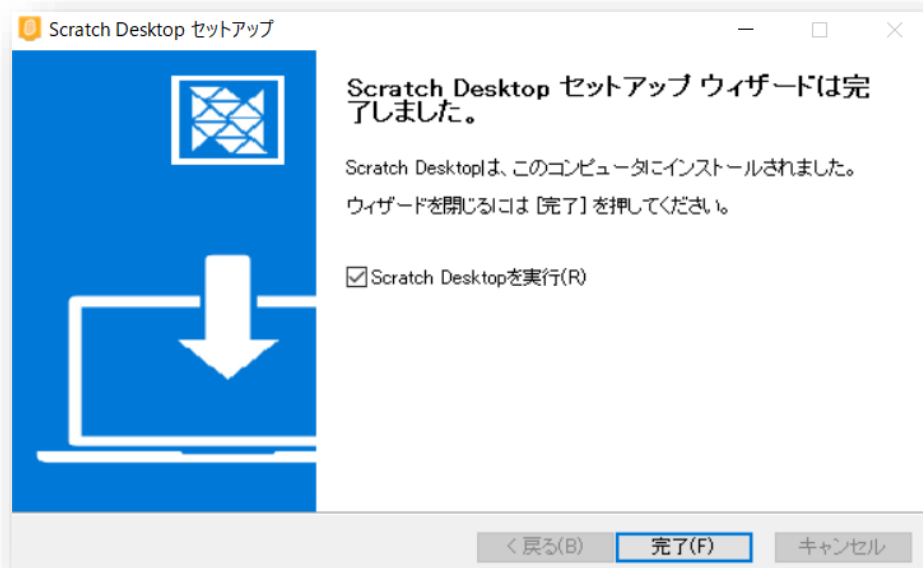 Scratch Desktop セットアップ
Scratch Desktop セットアップ ウィザードは完
了しました。
Scratch Desktopは、このコンピュータにインストールされました。
ウィザードを閉じるには [完了] を押してください。
Scratch Desktopを実行(R)
< 戻る(B)
完了(F)
キャンセル